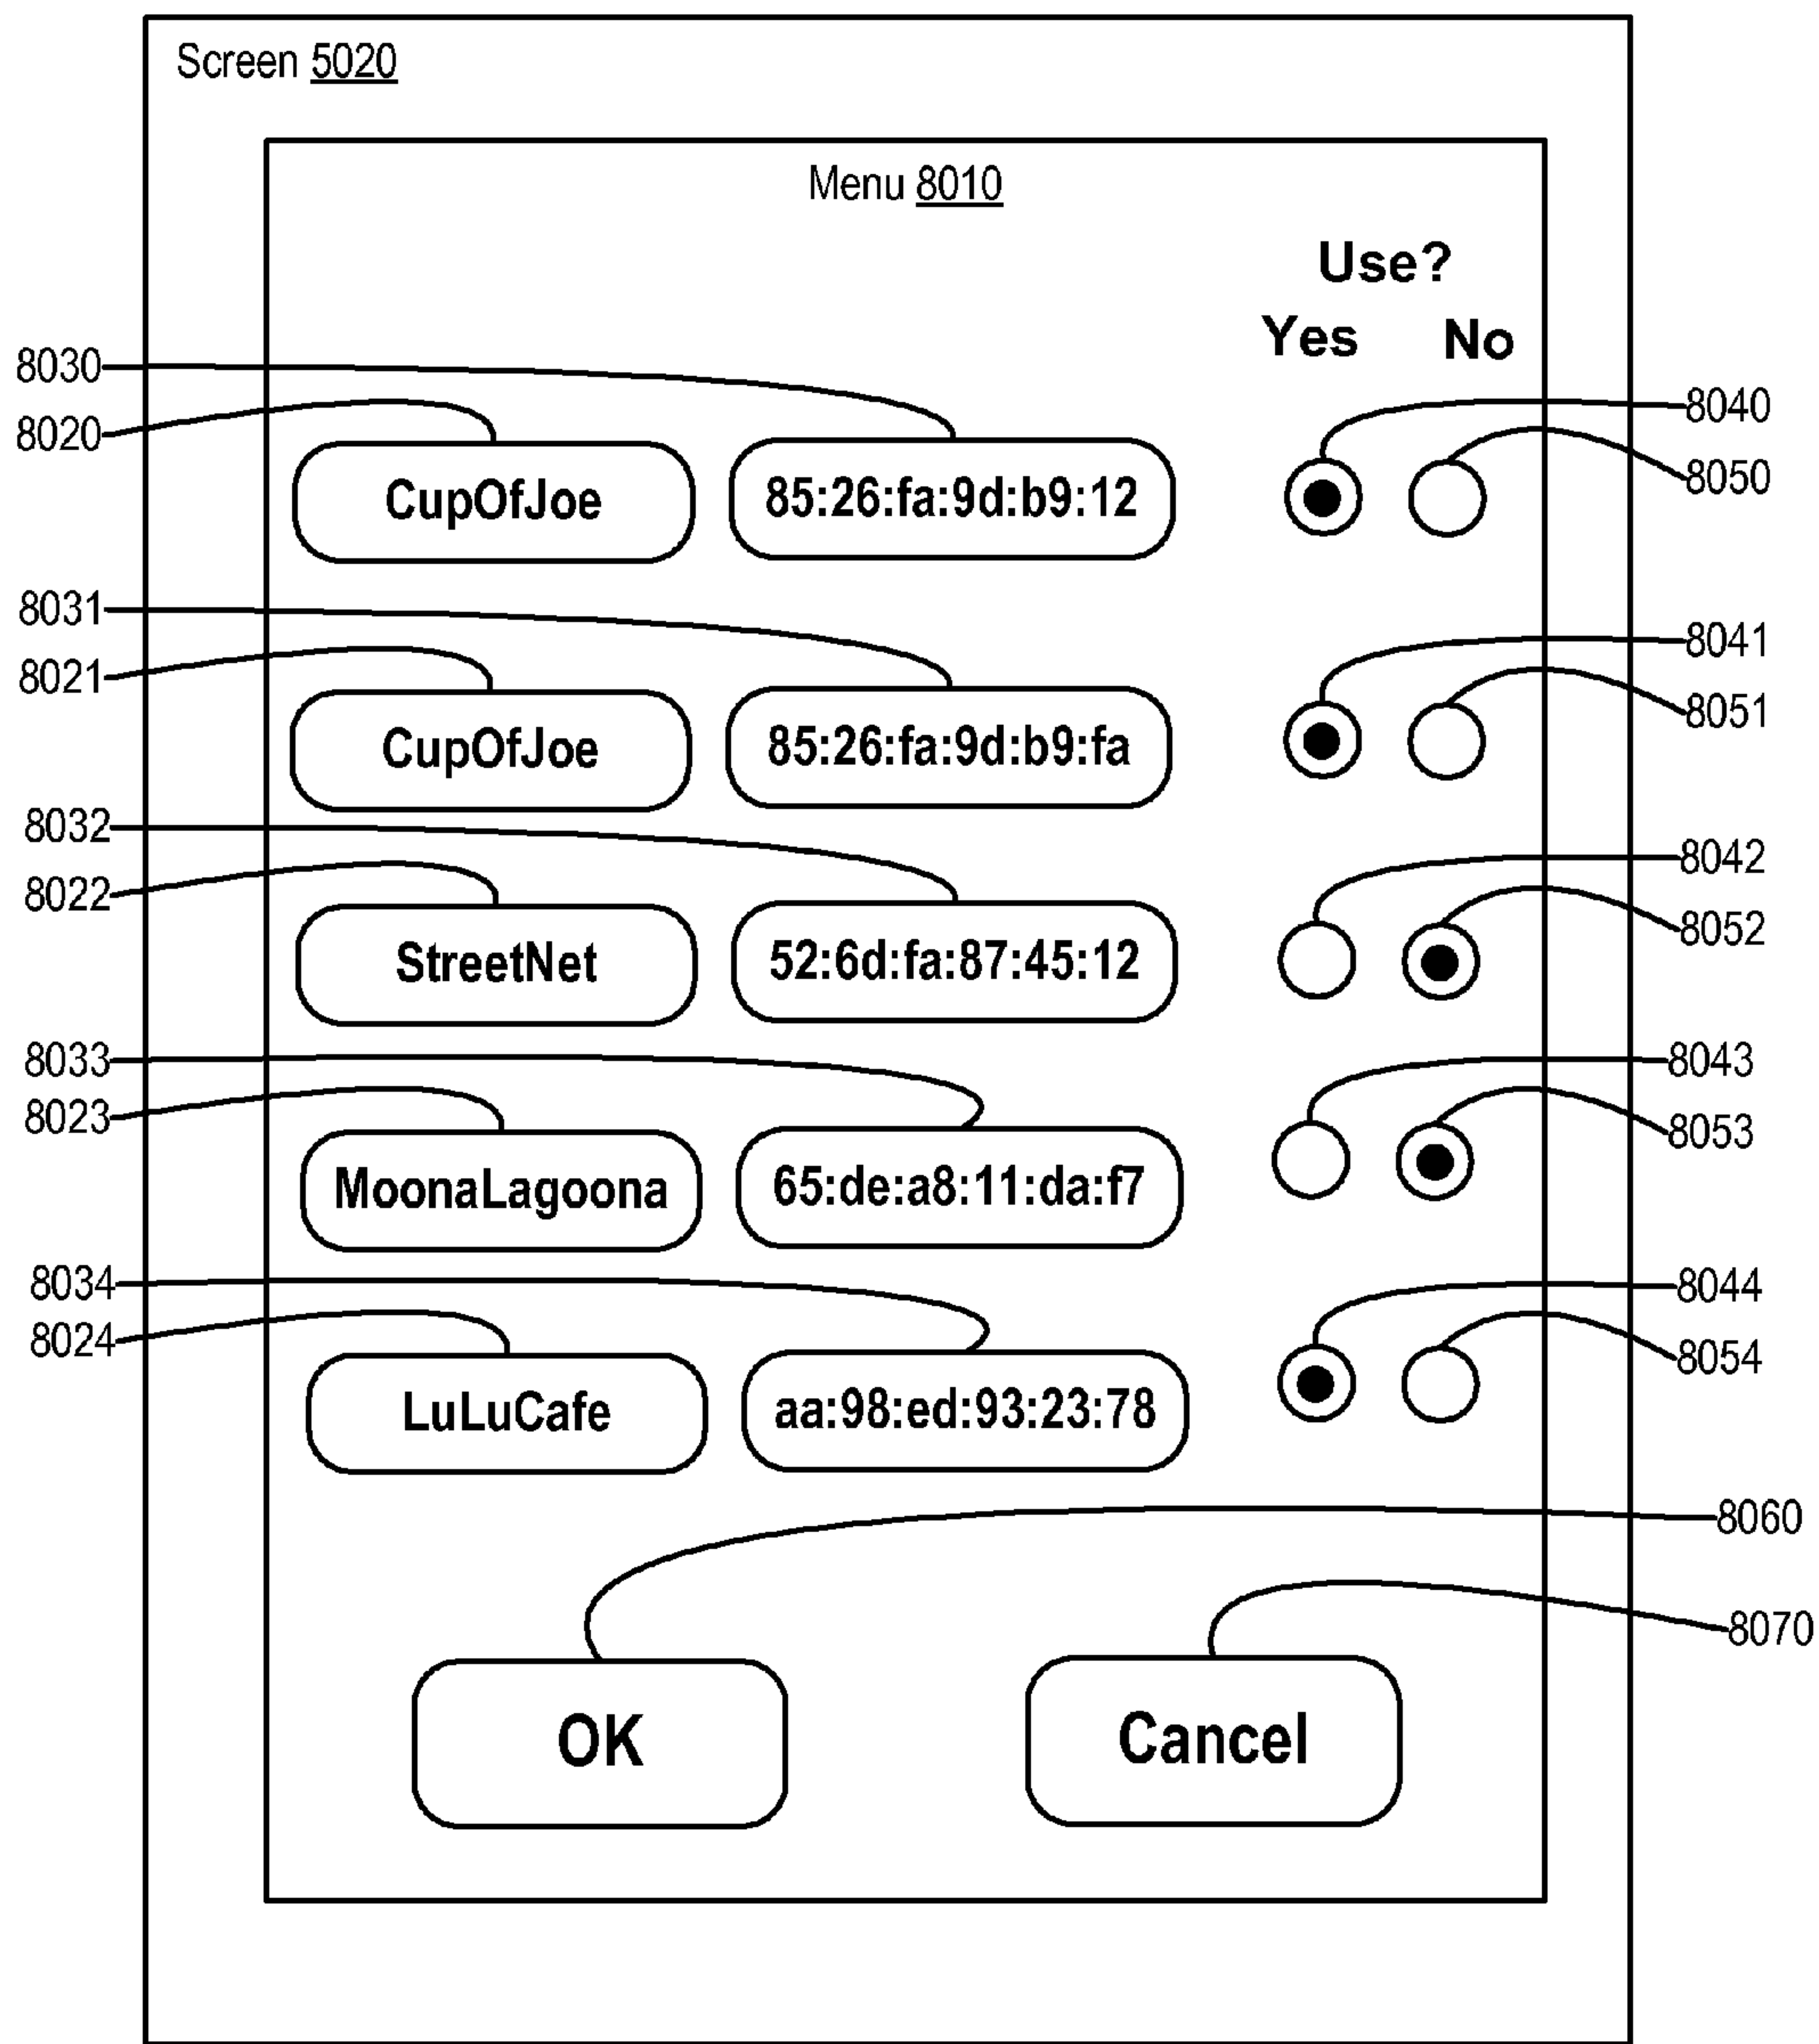 Screen 5020
Menu 8010
Use?
Yes No
8030
8040
8020
8050
CupOfJoe 85:26:fa:9d:b9:12
8031
8041
8021
8051
CupOfJoe 85:26:fa:9d:b9:fa
8032
8042
8022
8052
StreetNet 52:6d:fa:87:45:12
8033
8043
8023
8053
MoonaLagoona 65:de:a8:11:da:f7
8034
8044
8024
8054
LuLuCafe aa:98:ed:93:23:78
8060
8070
OK Cancel